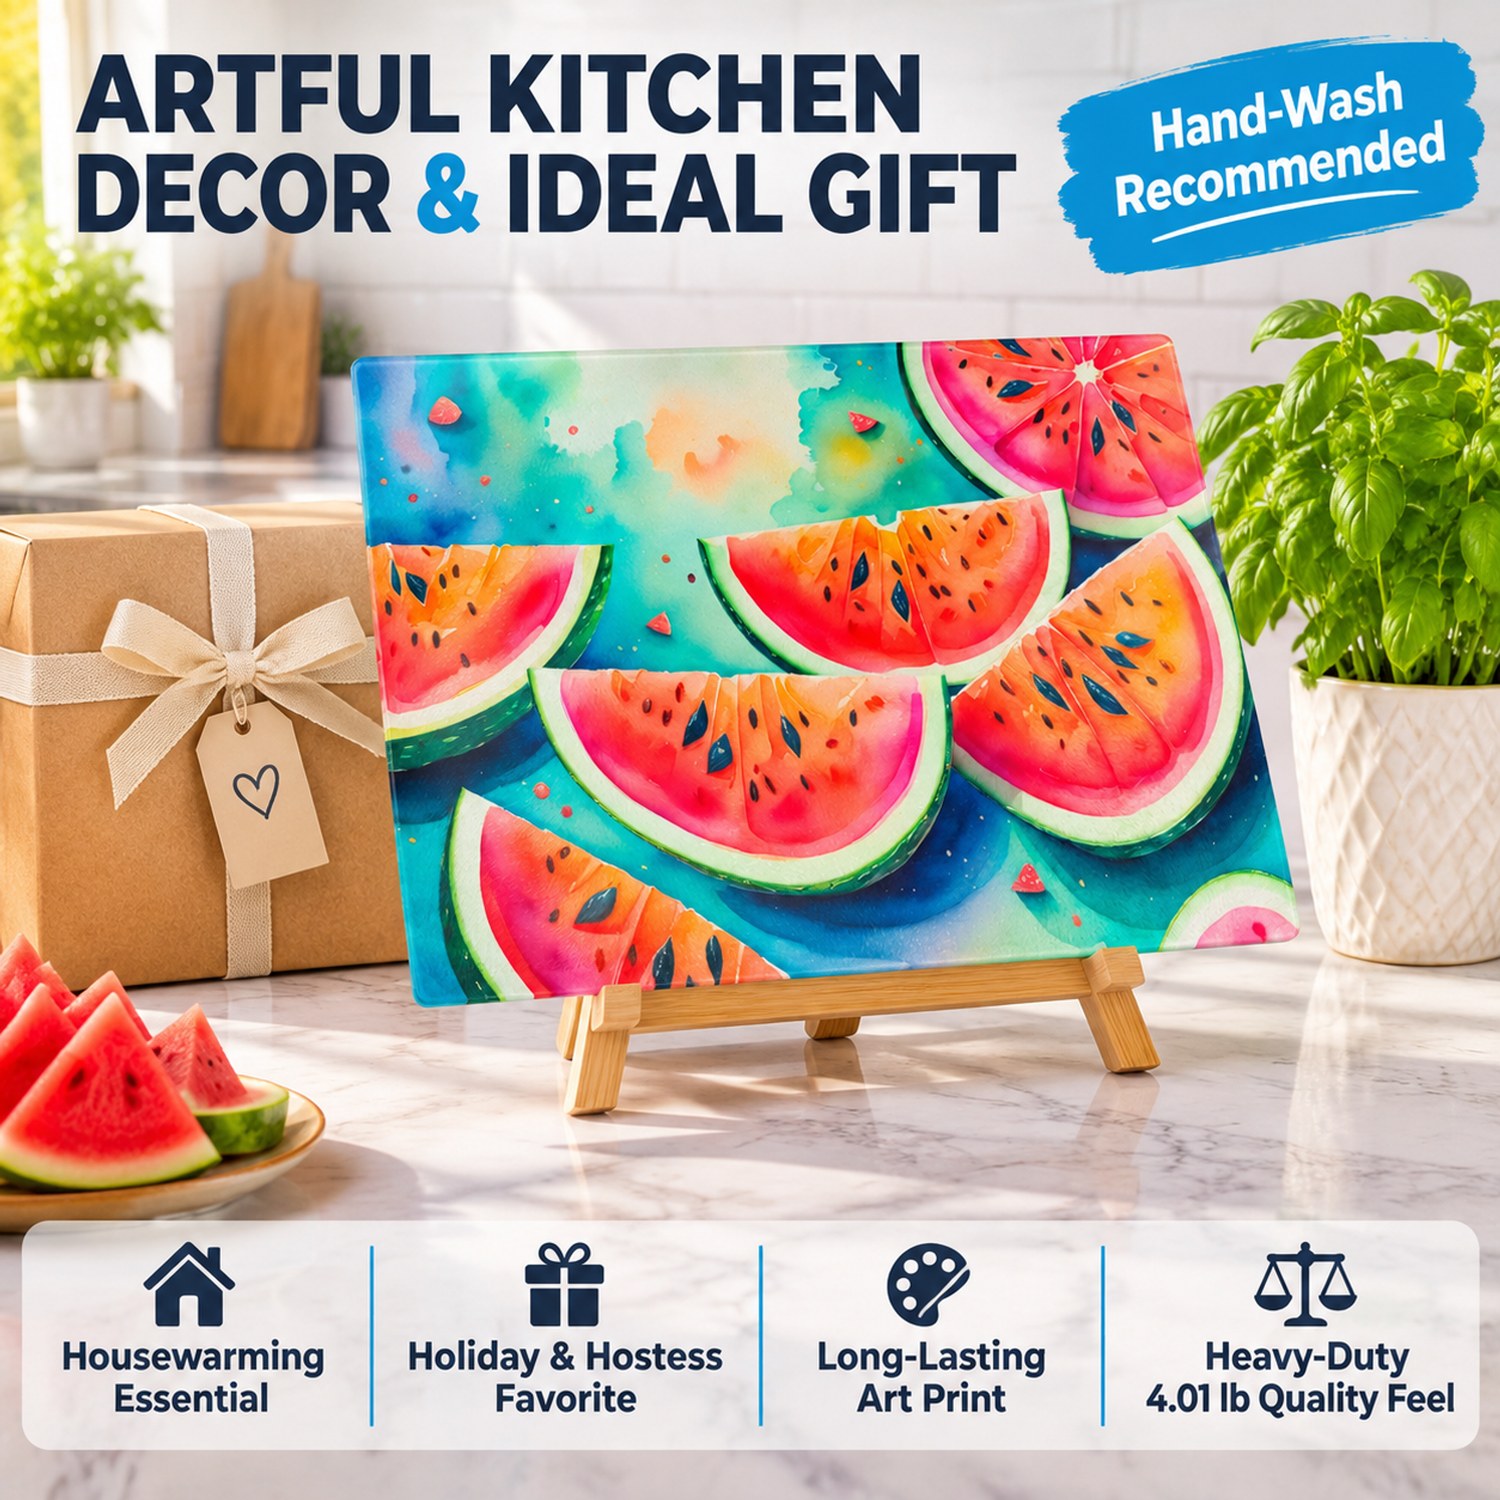 ARTFUL KITCHEN
DECOR & IDEAL GIFT
Hand-Wash
Recommended
Housewarming
Essential
Holiday & Hostess
Favorite
Long-Lasting
Art Print
Heavy-Duty
4.01 lb Quality Feel